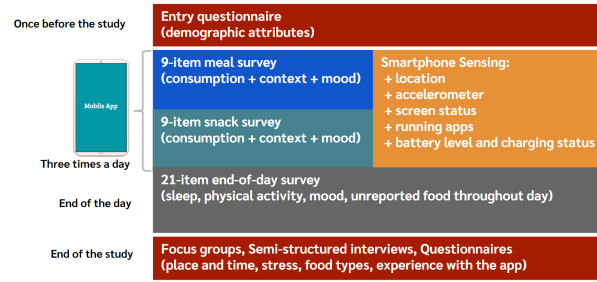 Once before the study
Entry questionnaire
(demographic attributes)
Mobile App
9-item meal survey
(consumption + context + mood)
9-item snack survey
(consumption + context + mood)
Smartphone Sensing:
+ location
+ accelerometer
+ screen status
+ running apps
+ battery level and charging status
Three times a day
End of the day
21-item end-of-day survey
(sleep, physical activity, mood, unreported food throughout day)
End of the study
Focus groups, Semi-structured interviews, Questionnaires
(place and time, stress, food types, experience with the app)